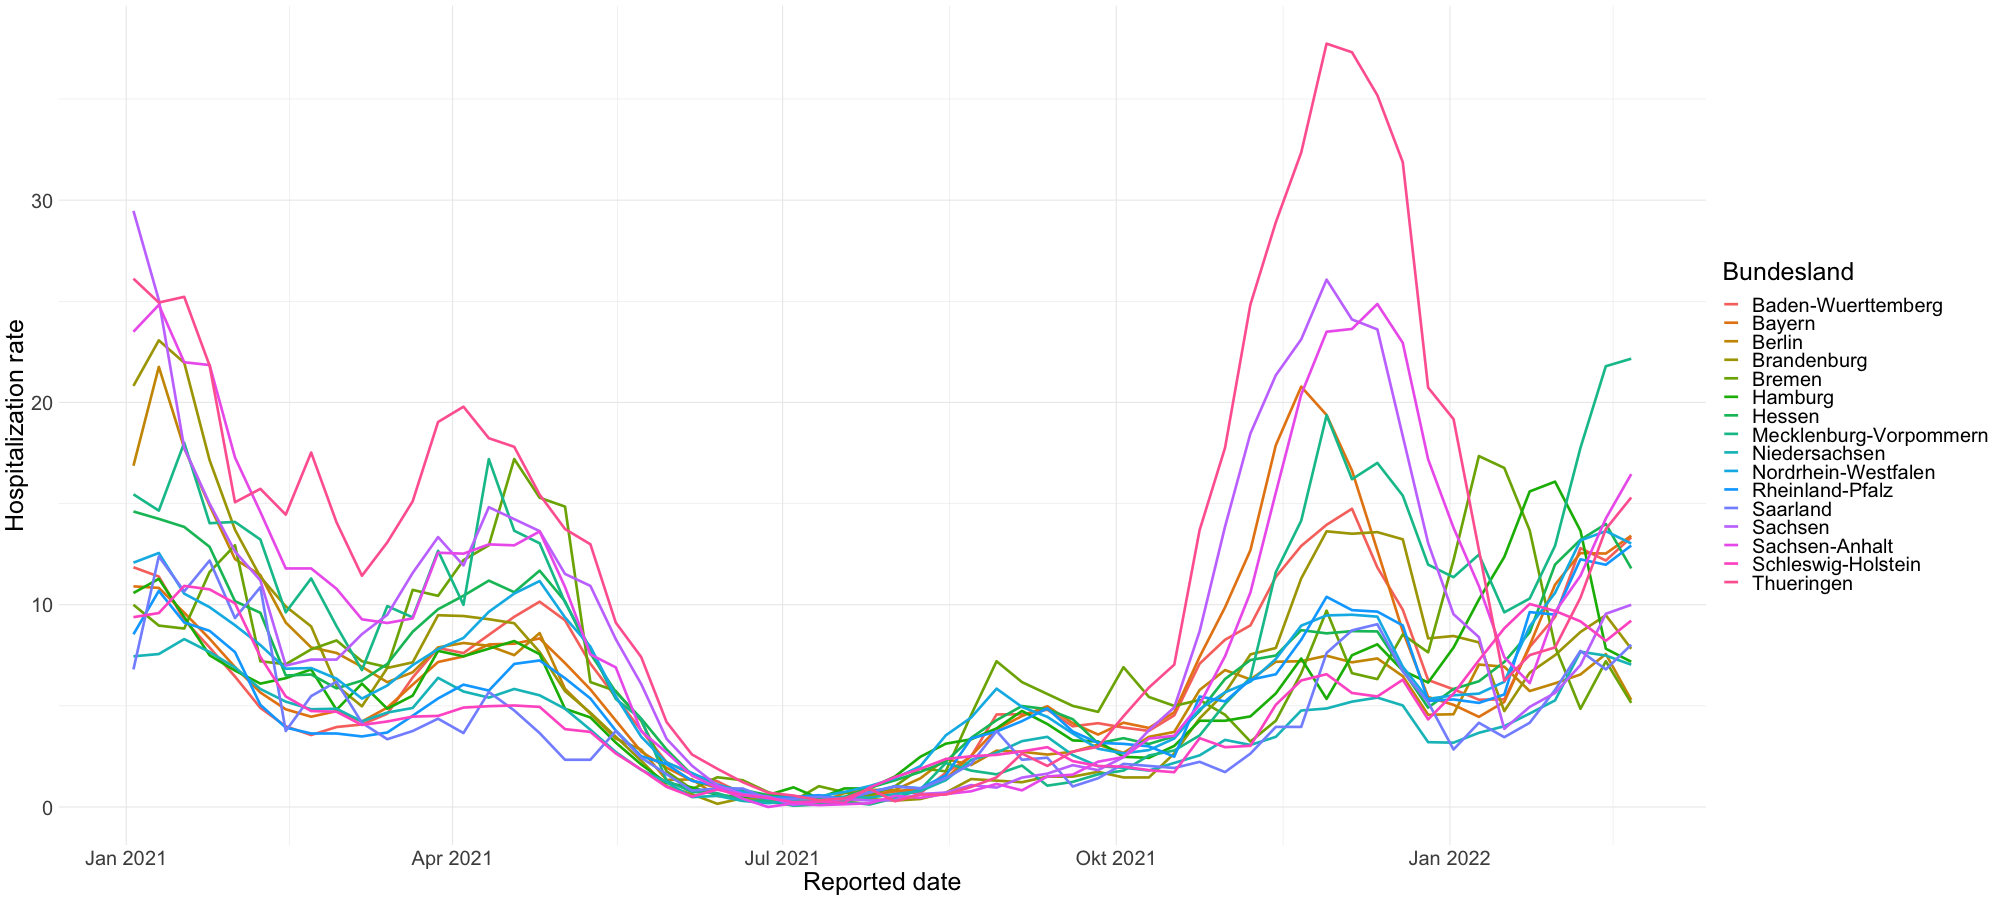 30
20
10
0
Hospitalization rate
Jan 2021
Apr 2021
Jul 2021
Okt 2021
Jan 2022
Reported date
Bundesland
Baden-Wuerttemberg
Bayern
Berlin
Brandenburg
Bremen
Hamburg
Hessen
Mecklenburg-Vorpommern
Niedersachsen
Nordrhein-Westfalen
Rheinland-Pfalz
Saarland
Sachsen
Sachsen-Anhalt
Schleswig-Holstein
Thueringen